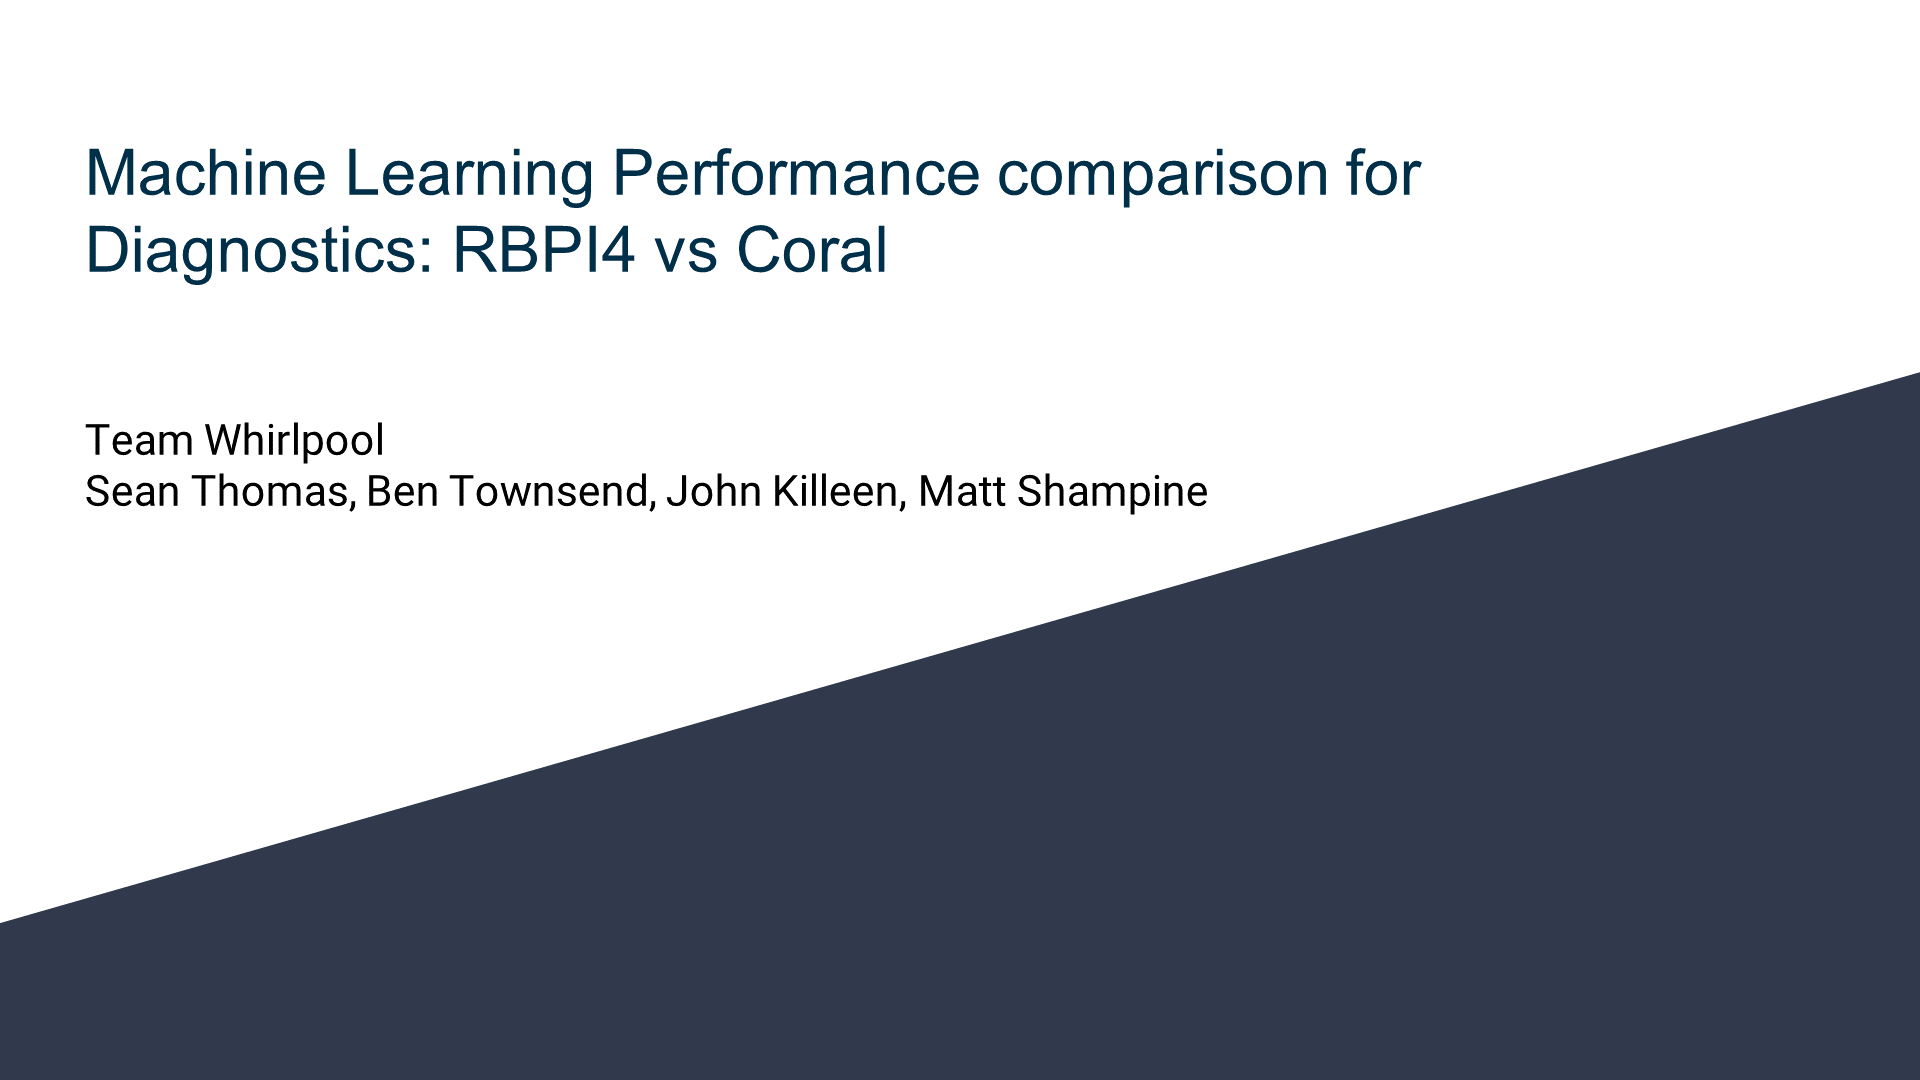 Machine Learning Performance comparison for
Diagnostics: RBPI4 vs Coral
Team Whirlpool
Sean Thomas, Ben Townsend, John Killeen, Matt Shampine